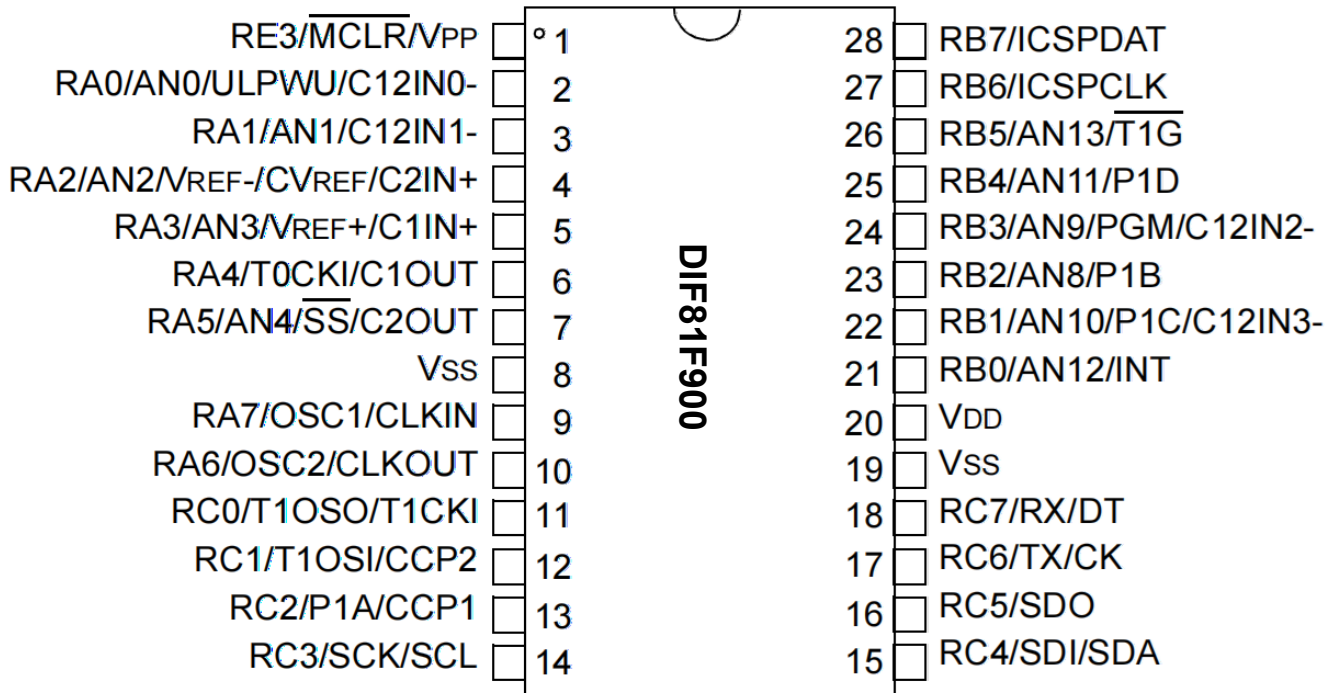 RE3/MCLR/VPP 1
RA0/AN0/ULPWU/C12IN0- 2
RA1/AN1/C12IN1- 3
RA2/AN2/VREF-/CVREF/C2IN+ 4
RA3/AN3/VREF+/C1IN+ 5
RA4/T0CKI/C1OUT 6
RA5/AN4/SS/C2OUT 7
VSS 8
RA7/OSC1/CLKIN 9
RA6/OSC2/CLKOUT 10
RC0/T1OSO/T1CKI 11
RC1/T1OSI/CCP2 12
RC2/P1A/CCP1 13
RC3/SCK/SCL 14
DIF81F900
28 RB7/ICSPDAT
27 RB6/ICSPCLK
26 RB5/AN13/T1G
25 RB4/AN11/P1D
24 RB3/AN9/PGM/C12IN2-
23 RB2/AN8/P1B
22 RB1/AN10/P1C/C12IN3-
21 RB0/AN12/INT
20 VDD
19 VSS
18 RC7/RX/DT
17 RC6/TX/CK
16 RC5/SDO
15 RC4/SDI/SDA